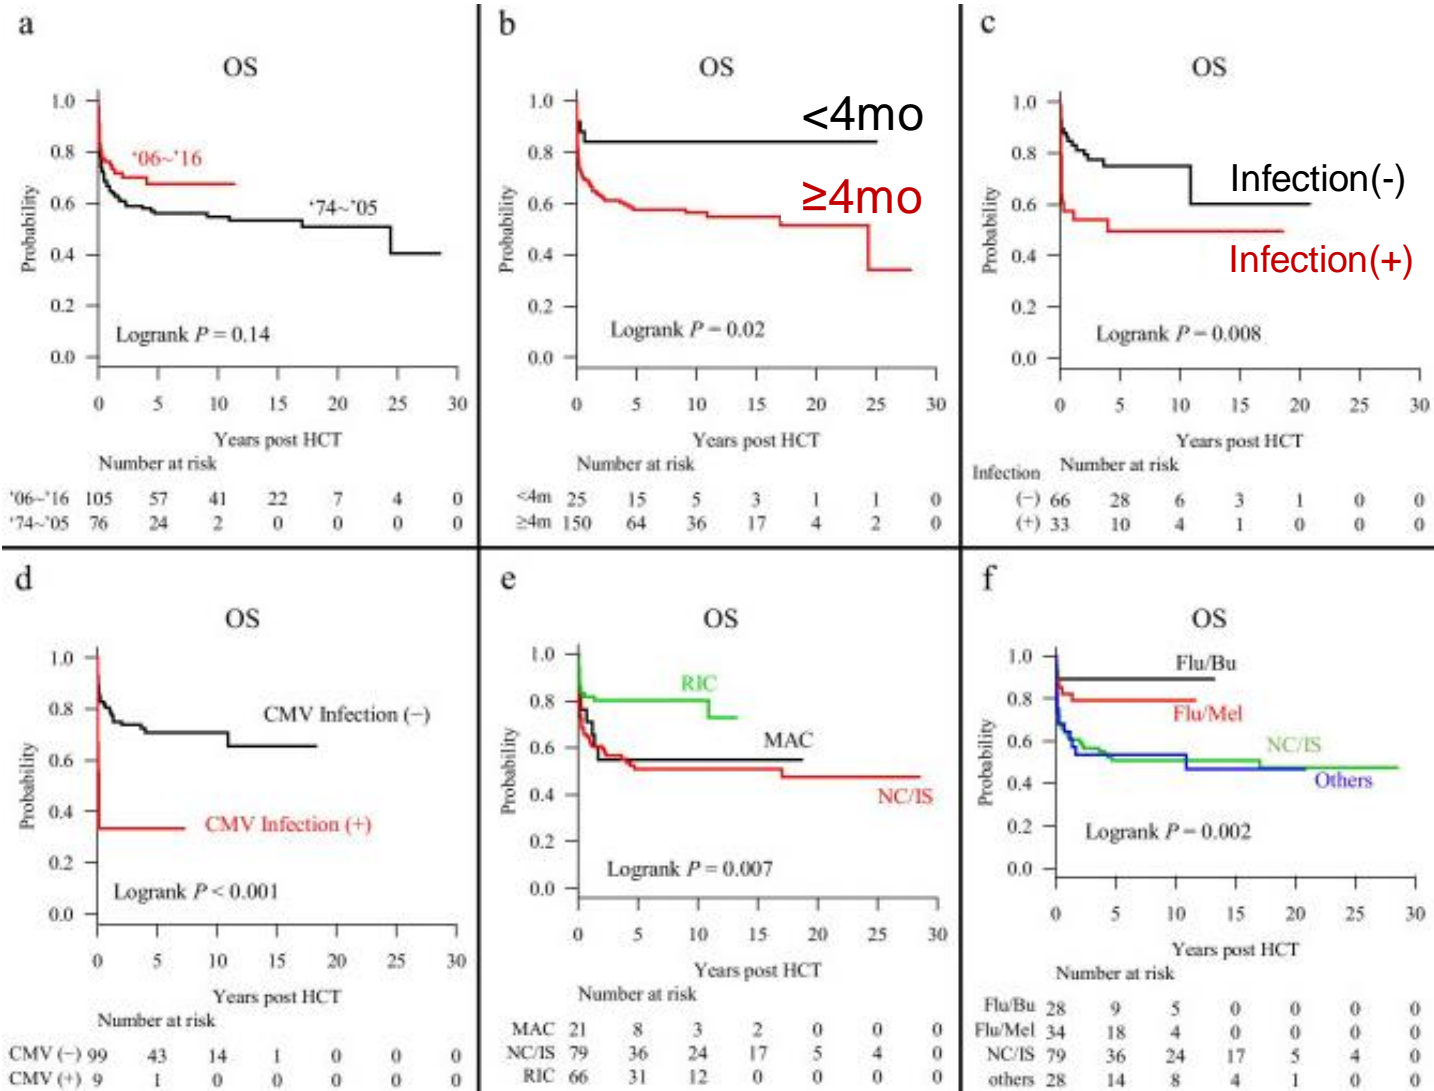 a
OS
1.0
0.8
0.6
0.4
0.2
0.0
Probability
'06~'16
'74~'05
Logrank P = 0.14
0 5 10 15 20 25 30
Years post HCT
Number at risk
'06~'16 105 57 41 22 7 4 0
'74~'05 76 24 2 0 0 0 0
b
OS
1.0
0.8
0.6
0.4
0.2
0.0
Probability
<4mo
≥4mo
Logrank P = 0.02
0 5 10 15 20 25 30
Years post HCT
Number at risk
<4m 25 15 5 3 1 1 0
≥4m 150 64 36 17 4 2 0
c
OS
1.0
0.8
0.6
0.4
0.2
0.0
Probability
Infection(-)
Infection(+)
Logrank P = 0.008
0 5 10 15 20 25 30
Years post HCT
Infection Number at risk
(−) 66 28 6 3 1 0 0
(+) 33 10 4 1 0 0 0
d
OS
1.0
0.8
0.6
0.4
0.2
0.0
Probability
CMV Infection (−)
CMV Infection (+)
Logrank P < 0.001
0 5 10 15 20 25 30
Years post HCT
Number at risk
CMV (−) 99 43 14 1 0 0 0
CMV (+) 9 1 0 0 0 0 0
e
OS
1.0
0.8
0.6
0.4
0.2
0.0
Probability
RIC
MAC
NC/IS
Logrank P = 0.007
0 5 10 15 20 25 30
Years post HCT
Number at risk
MAC 21 8 3 2 0 0 0
NC/IS 79 36 24 17 5 4 0
RIC 66 31 12 0 0 0 0
f
OS
1.0
0.8
0.6
0.4
0.2
0.0
Probability
Flu/Bu
Flu/Mel
NC/IS
Others
Logrank P = 0.002
0 5 10 15 20 25 30
Years post HCT
Number at risk
Flu/Bu 28 9 5 0 0 0 0
Flu/Mel 34 18 4 0 0 0 0
NC/IS 79 36 24 17 5 4 0
others 28 14 8 4 1 0 0